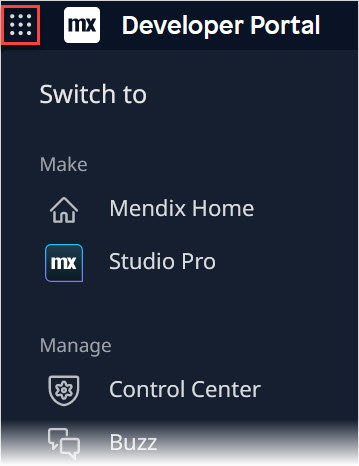 mx Developer Portal
Switch to
Make
Mendix Home
mx Studio Pro
Manage
Control Center
Buzz